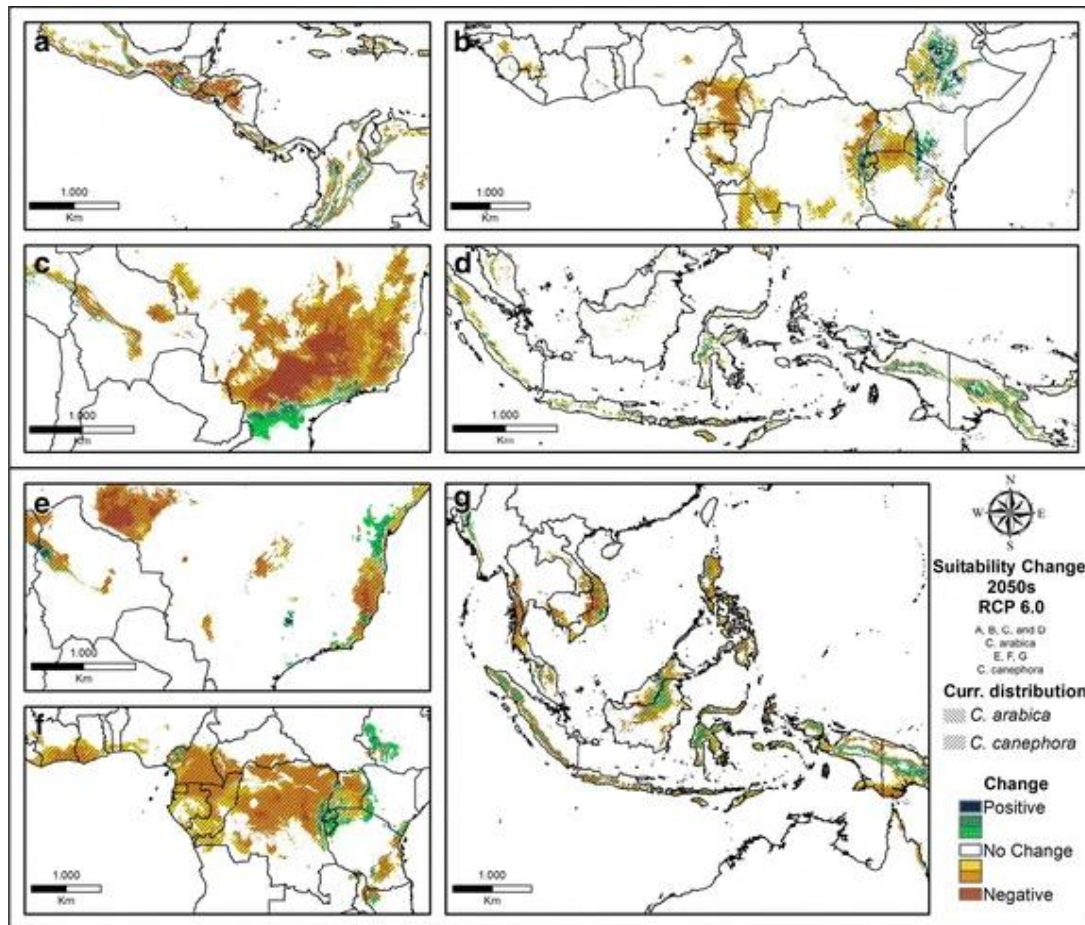 a
1.000
Km
b
1.000
Km
c
1.000
Km
d
1.000
Km
e
1.000
Km
f
1.000
Km
g
1.000
Km
N
W E
S
Suitability Change
2050s
RCP 6.0
A, B, C, and D
C. arabica
E, F, G
C. canephora
Curr. distribution
C. arabica
C. canephora
Change
Positive
No Change
Negative